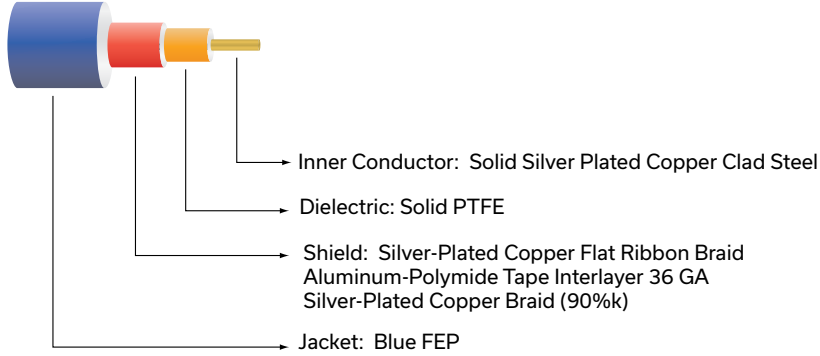 Inner Conductor: Solid Silver Plated Copper Clad Steel
Dielectric: Solid PTFE
Shield: Silver-Plated Copper Flat Ribbon Braid
Aluminum-Polymide Tape Interlayer 36 GA
Silver-Plated Copper Braid (90%k)
Jacket: Blue FEP